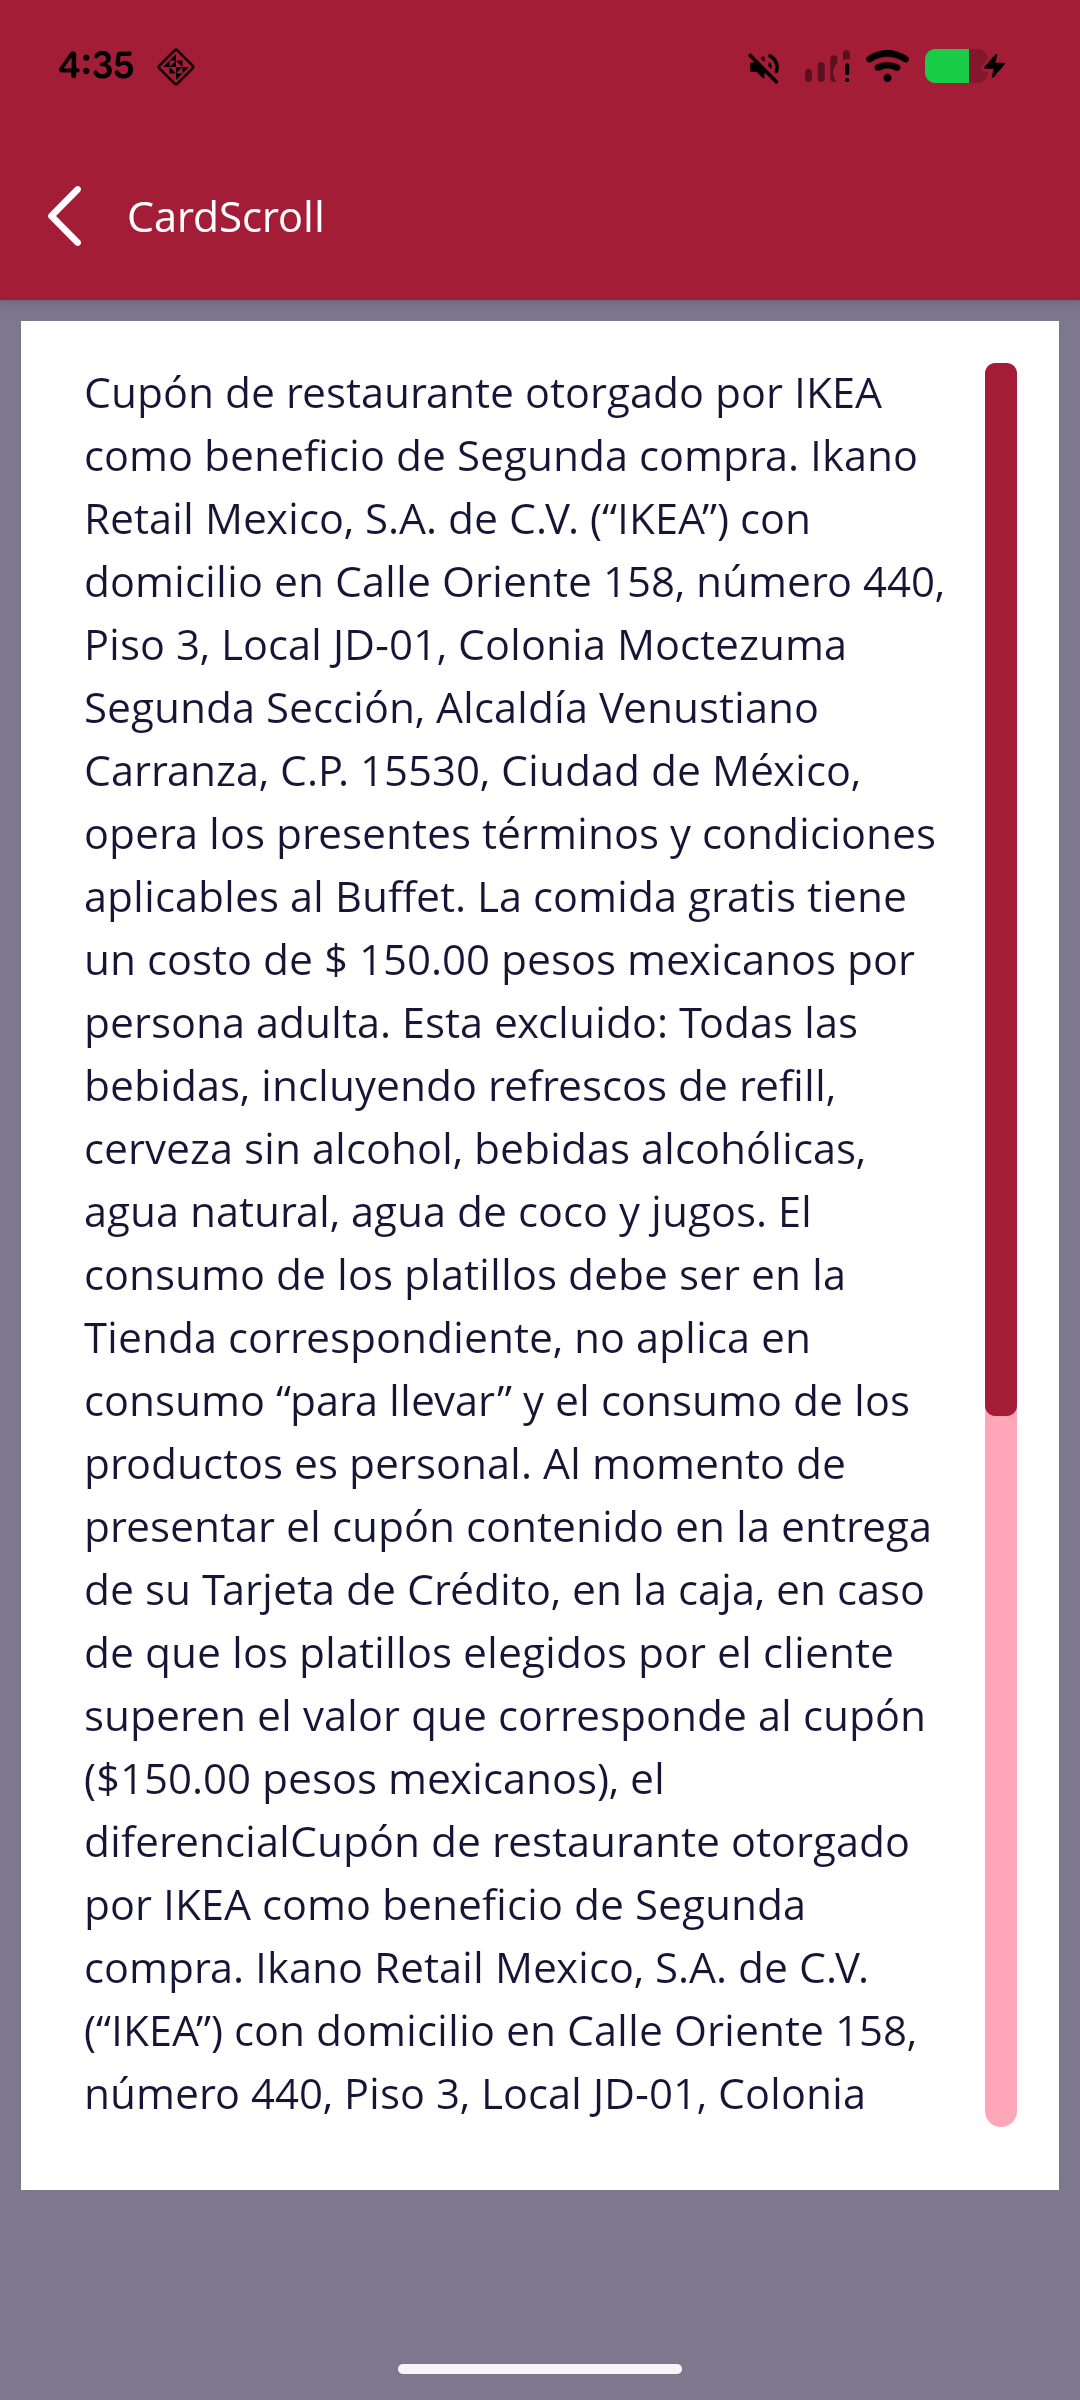 4:35
CardScroll
Cupón de restaurante otorgado por IKEA
como beneficio de Segunda compra. Ikano
Retail Mexico, S.A. de C.V. (“IKEA”) con
domicilio en Calle Oriente 158, número 440,
Piso 3, Local JD-01, Colonia Moctezuma
Segunda Sección, Alcaldía Venustiano
Carranza, C.P. 15530, Ciudad de México,
opera los presentes términos y condiciones
aplicables al Buffet. La comida gratis tiene
un costo de $ 150.00 pesos mexicanos por
persona adulta. Esta excluido: Todas las
bebidas, incluyendo refrescos de refill,
cerveza sin alcohol, bebidas alcohólicas,
agua natural, agua de coco y jugos. El
consumo de los platillos debe ser en la
Tienda correspondiente, no aplica en
consumo “para llevar” y el consumo de los
productos es personal. Al momento de
presentar el cupón contenido en la entrega
de su Tarjeta de Crédito, en la caja, en caso
de que los platillos elegidos por el cliente
superen el valor que corresponde al cupón
($150.00 pesos mexicanos), el
diferencialCupón de restaurante otorgado
por IKEA como beneficio de Segunda
compra. Ikano Retail Mexico, S.A. de C.V.
(“IKEA”) con domicilio en Calle Oriente 158,
número 440, Piso 3, Local JD-01, Colonia